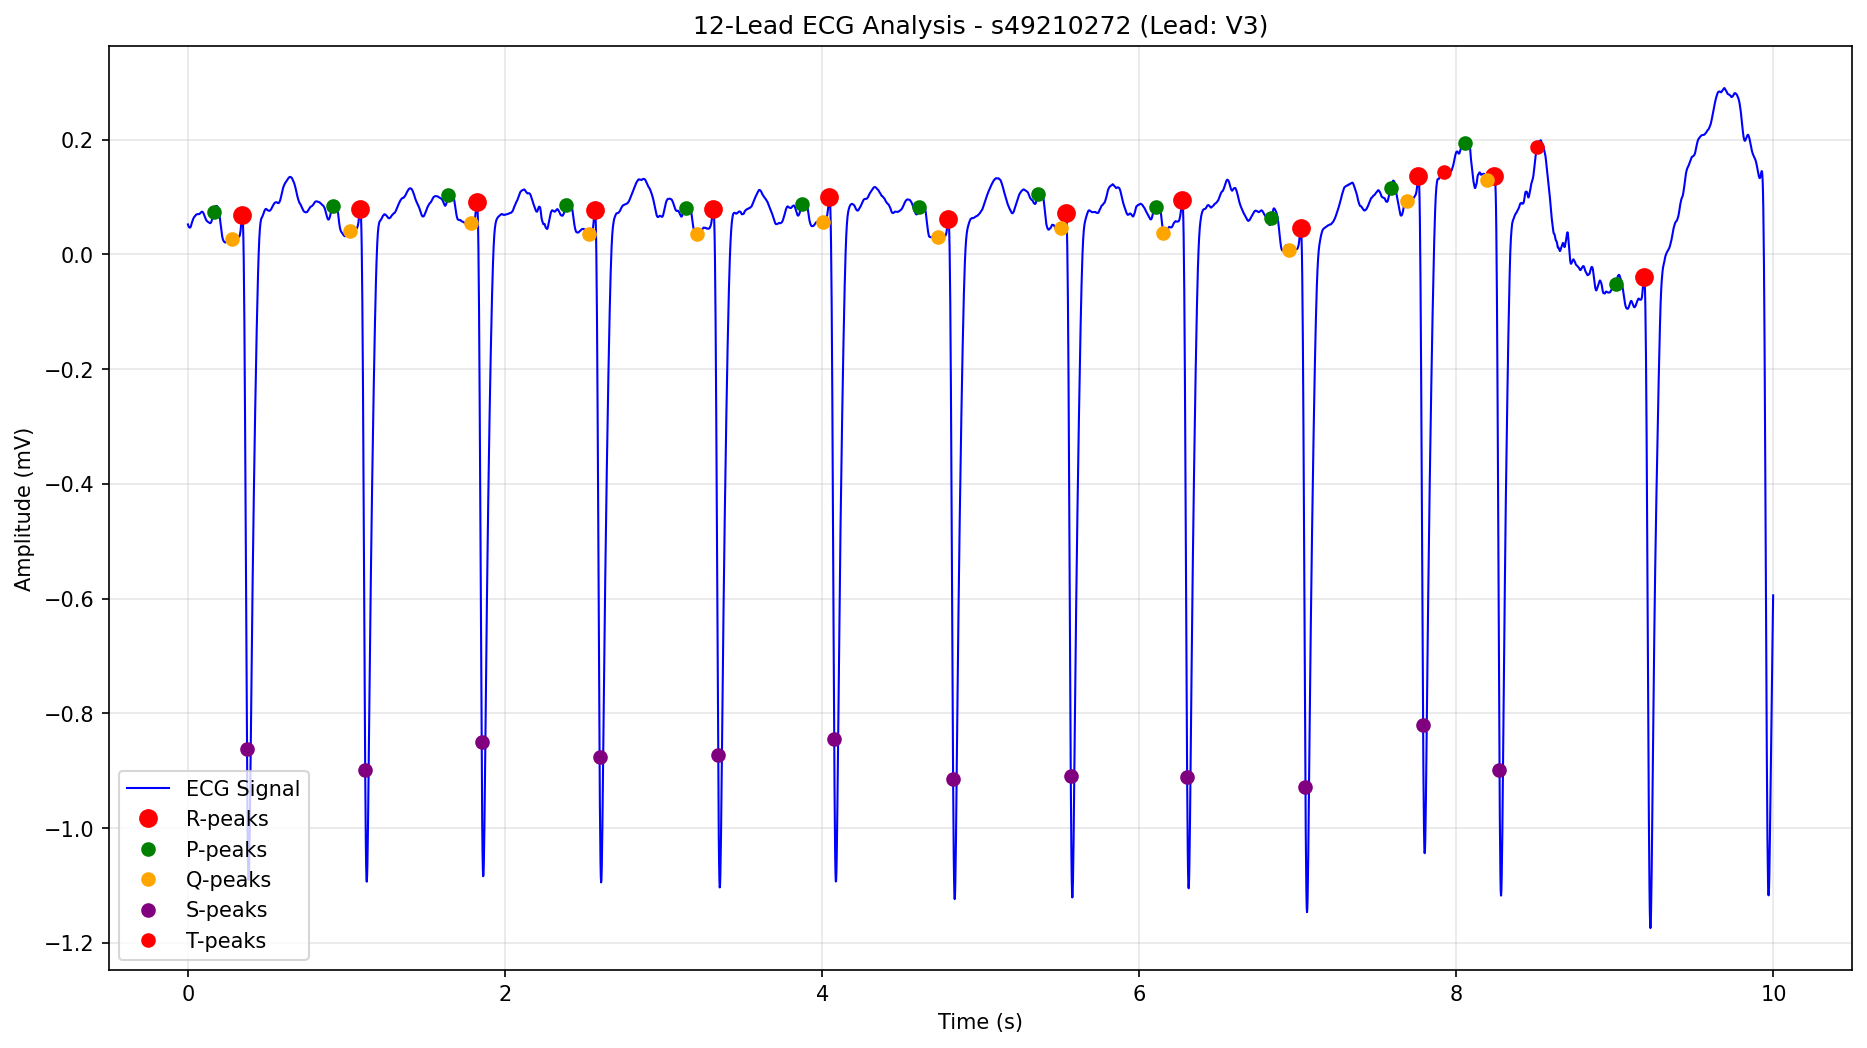 12-Lead ECG Analysis - s49210272 (Lead: V3)
Amplitude (mV)
0.2
0.0
−0.2
−0.4
−0.6
−0.8
−1.0
−1.2
ECG Signal
R-peaks
P-peaks
Q-peaks
S-peaks
T-peaks
0 2 4 6 8 10
Time (s)